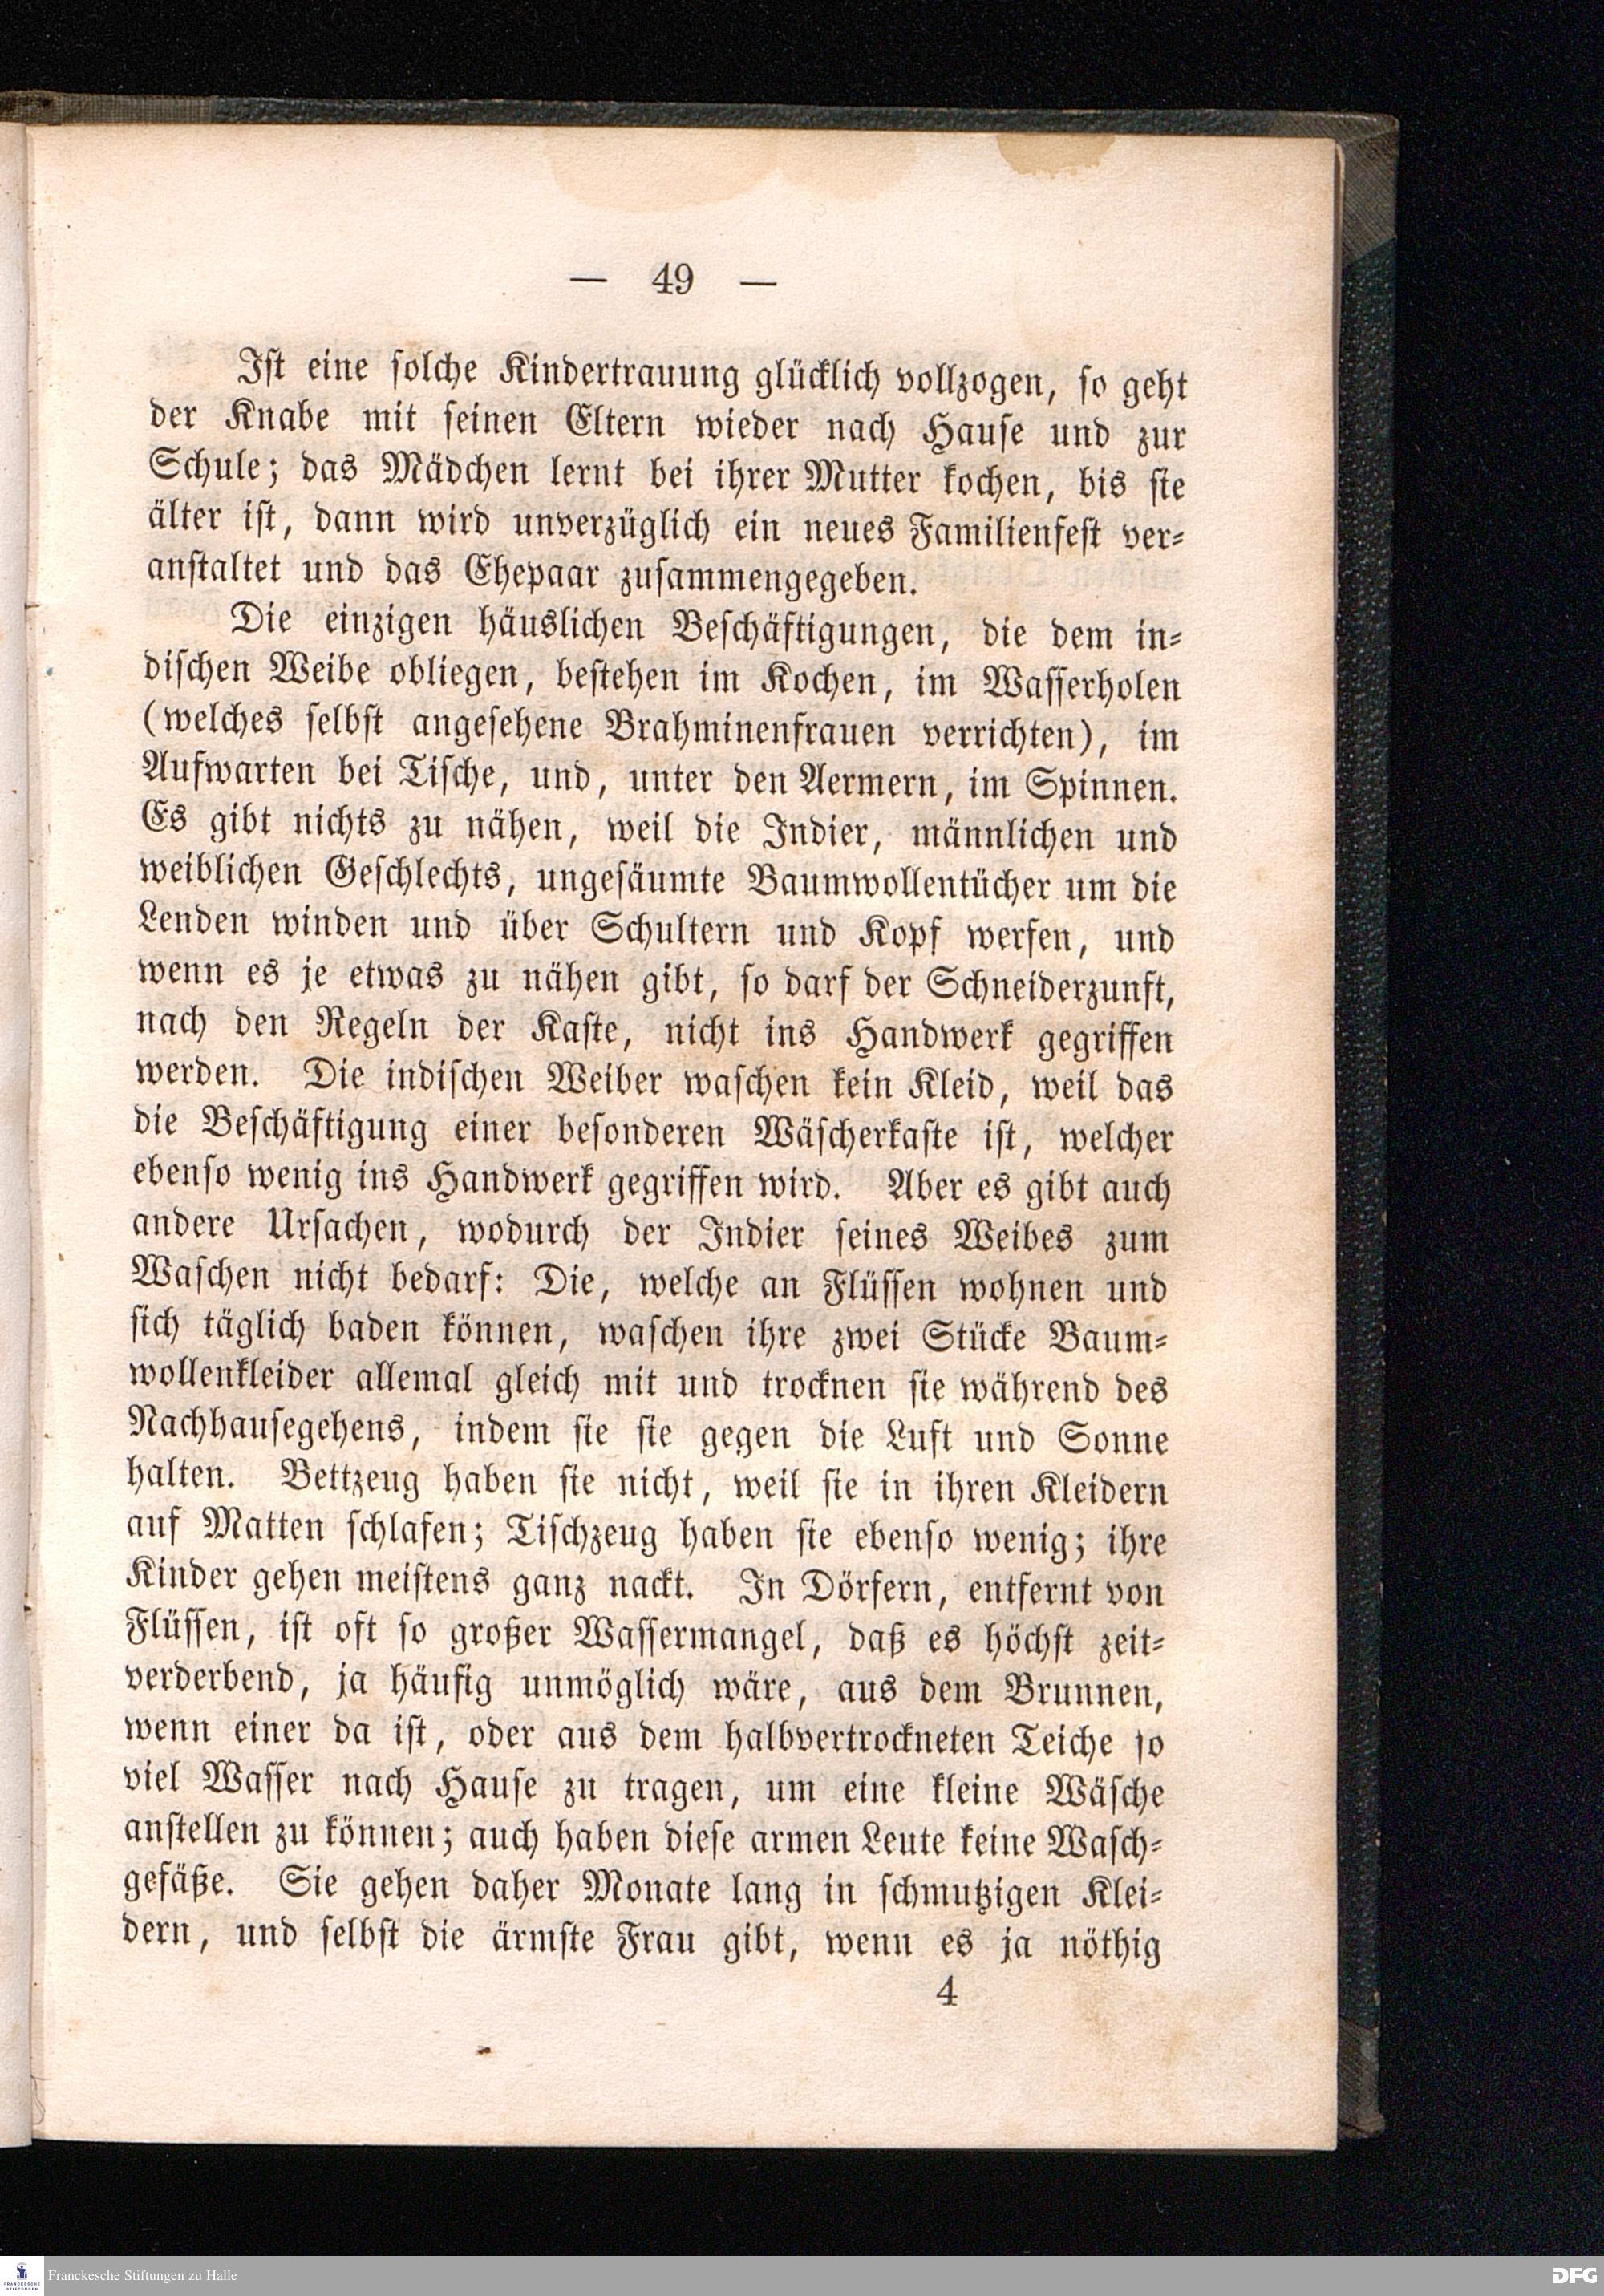 — 49 —
Ist eine solche Kindertrauung glücklich vollzogen, so geht
der Knabe mit seinen Eltern wieder nach Hause und zur
Schule; das Mädchen lernt bei ihrer Mutter kochen, bis sie
älter ist, dann wird unverzüglich ein neues Familienfest ver-
anstaltet und das Ehepaar zusammengegeben.
Die einzigen häuslichen Beschäftigungen, die dem in-
dischen Weibe obliegen, bestehen im Kochen, im Wasserholen
(welches selbst angesehene Brahminenfrauen verrichten), im
Aufwarten bei Tische, und, unter den Aermern, im Spinnen.
Es gibt nichts zu nähen, weil die Indier, männlichen und
weiblichen Geschlechts, ungesäumte Baumwollentücher um die
Lenden winden und über Schultern und Kopf werfen, und
wenn es je etwas zu nähen gibt, so darf der Schneiderzunft,
nach den Regeln der Kaste, nicht ins Handwerk gegriffen
werden. Die indischen Weiber waschen kein Kleid, weil das
die Beschäftigung einer besonderen Wäscherkaste ist, welcher
ebenso wenig ins Handwerk gegriffen wird. Aber es gibt auch
andere Ursachen, wodurch der Indier seines Weibes zum
Waschen nicht bedarf: Die, welche an Flüssen wohnen und
sich täglich baden können, waschen ihre zwei Stücke Baum-
wollenkleider allemal gleich mit und trocknen sie während des
Nachhausegehens, indem sie sie gegen die Luft und Sonne
halten. Bettzeug haben sie nicht, weil sie in ihren Kleidern
auf Matten schlafen; Tischzeug haben sie ebenso wenig; ihre
Kinder gehen meistens ganz nackt. In Dörfern, entfernt von
Flüssen, ist oft so großer Wassermangel, daß es höchst zeit-
verderbend, ja häufig unmöglich wäre, aus dem Brunnen,
wenn einer da ist, oder aus dem halbvertrockneten Teiche so
viel Wasser nach Hause zu tragen, um eine kleine Wäsche
anstellen zu können; auch haben diese armen Leute keine Wasch-
gefäße. Sie gehen daher Monate lang in schmutzigen Klei-
dern, und selbst die ärmste Frau gibt, wenn es ja nöthig
4
FRANCKESCHE
STIFTUNGEN
Franckesche Stiftungen zu Halle
DFG